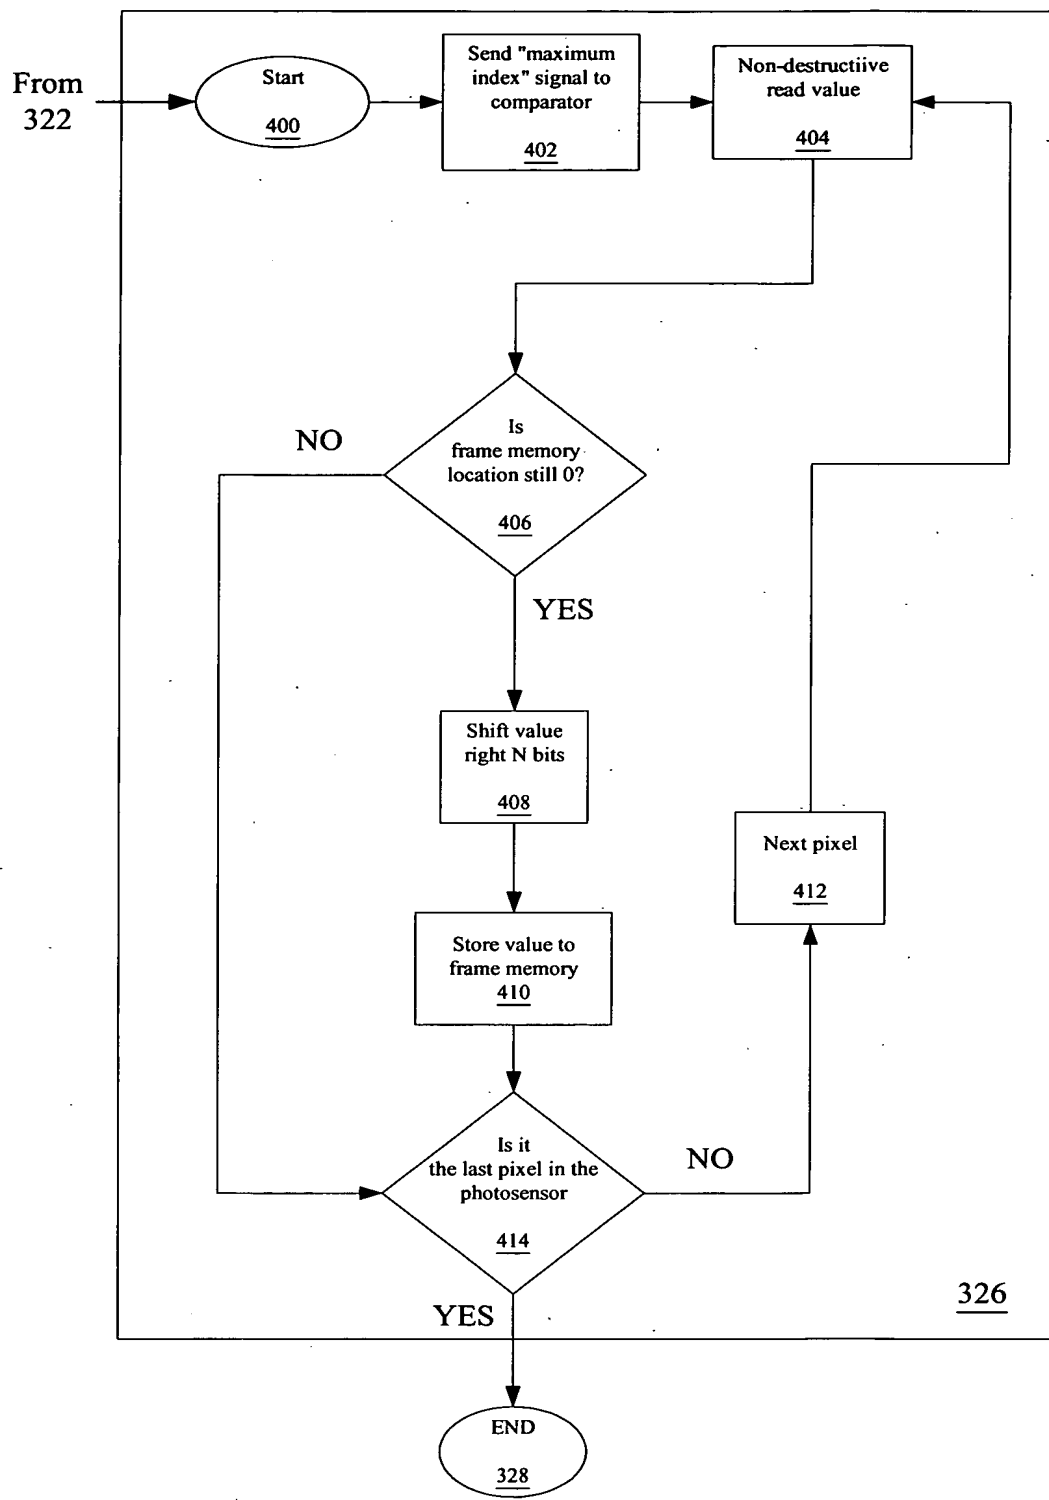 From
322
Start
400
Send "maximum
index" signal to
comparator
402
Non-destructiive
read value
404
Is
frame memory
location still 0?
406
NO
YES
Shift value
right N bits
408
Next pixel
412
Store value to
frame memory
410
Is it
the last pixel in the
photosensor
414
NO
YES
326
END
328